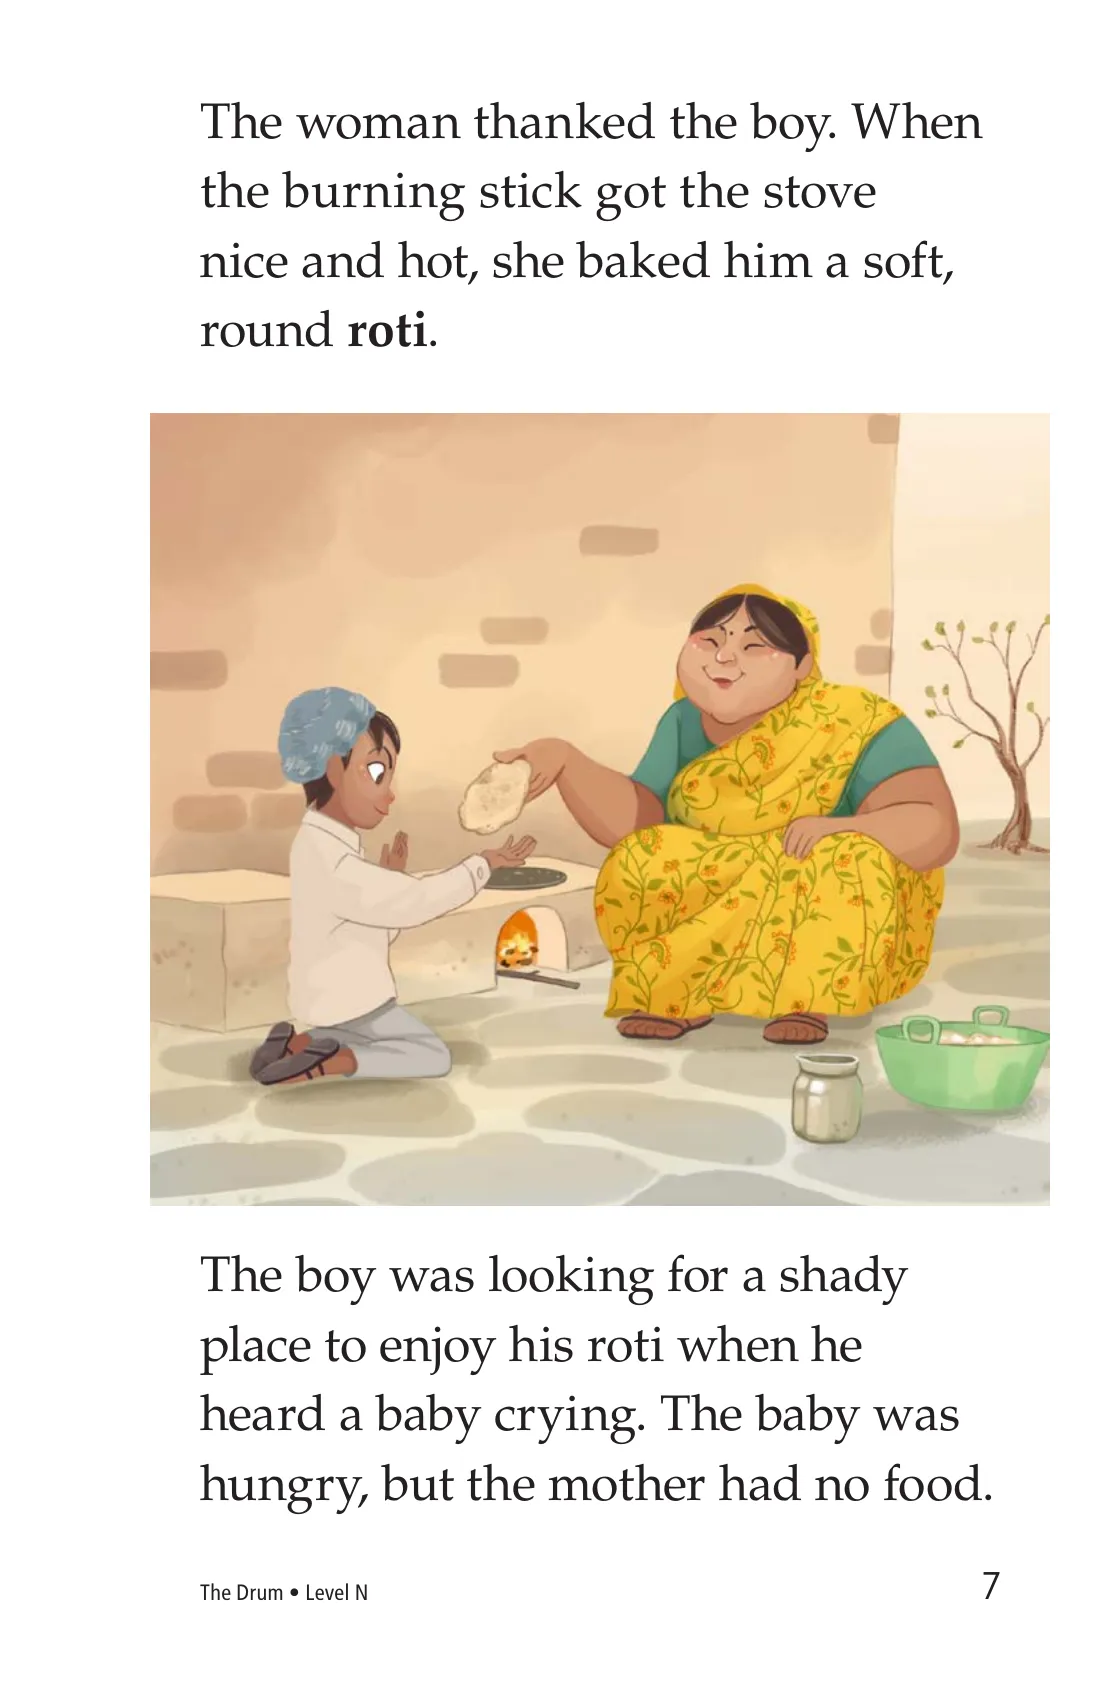 The woman thanked the boy. When
the burning stick got the stove
nice and hot, she baked him a soft,
round roti.
The boy was looking for a shady
place to enjoy his roti when he
heard a baby crying. The baby was
hungry, but the mother had no food.
The Drum • Level N
7